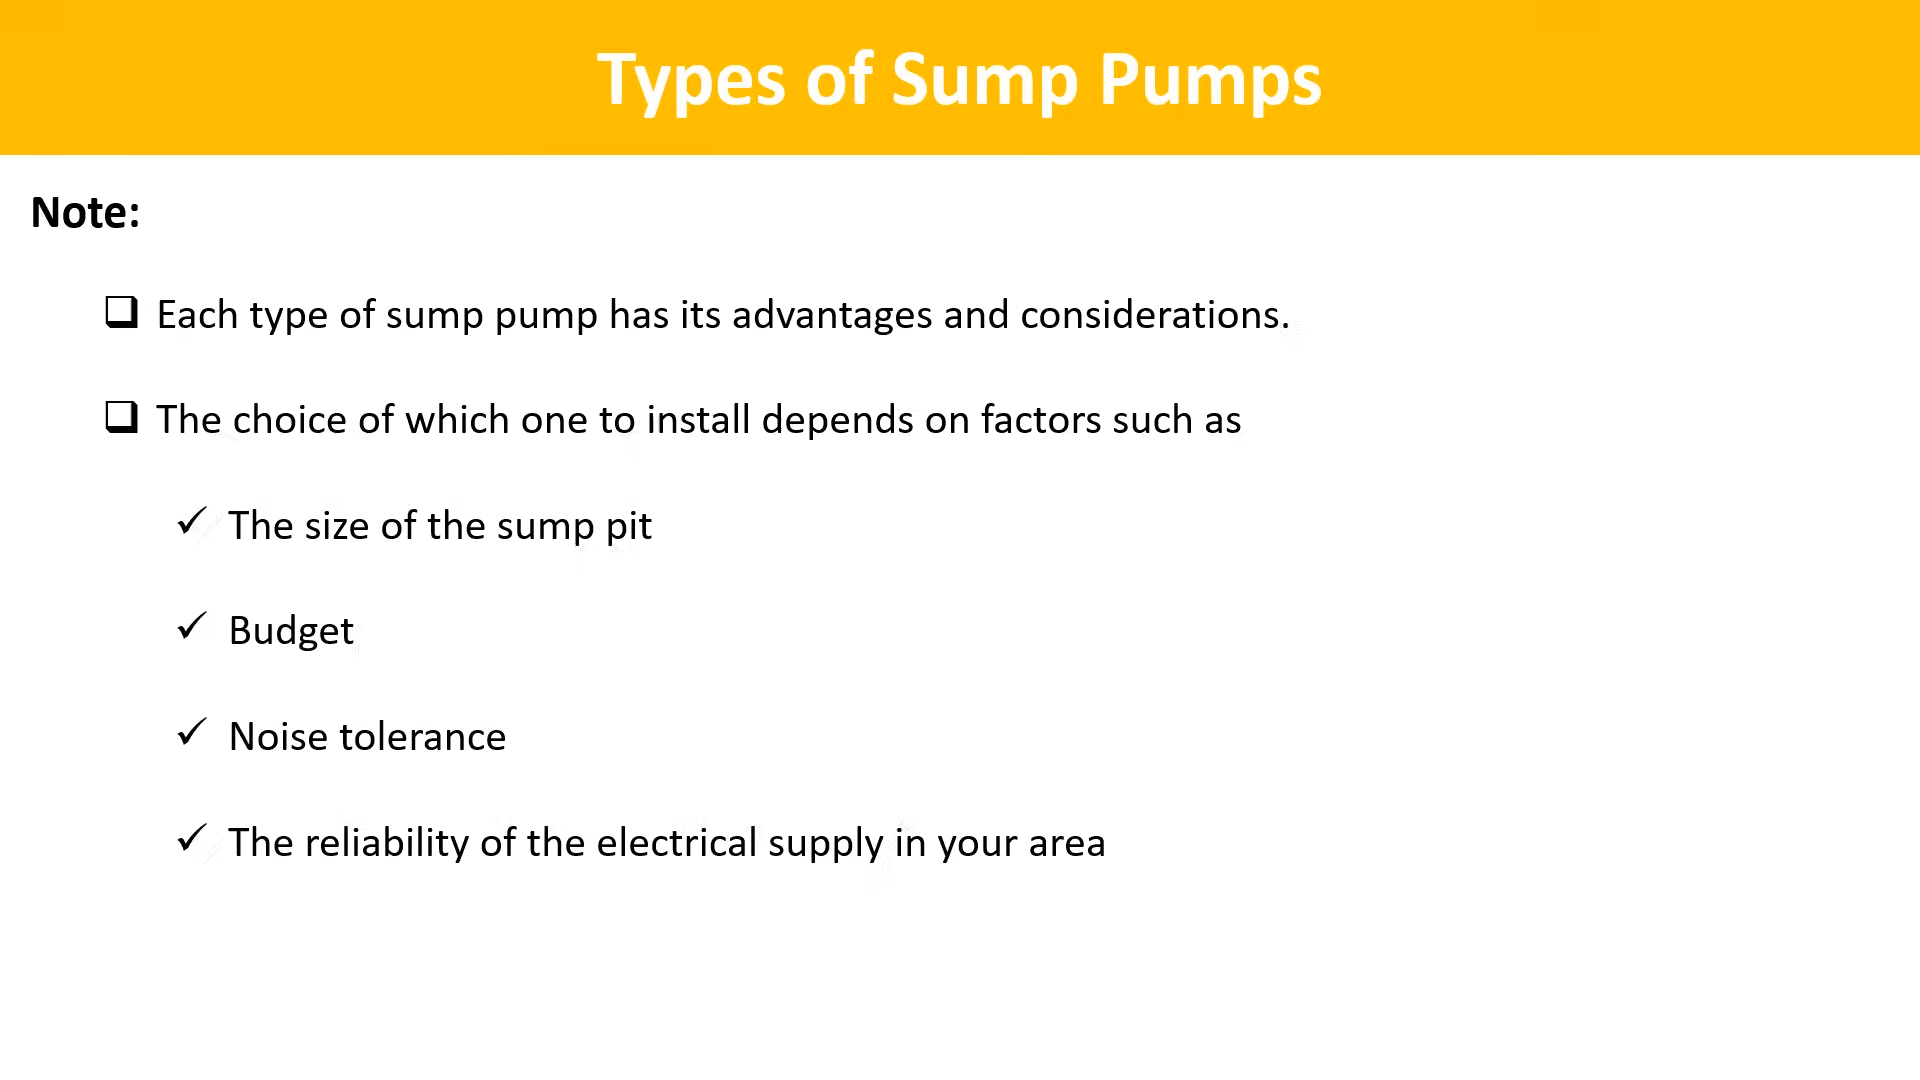 Types of Sump Pumps
Note:
❑ Each type of sump pump has its advantages and considerations.
❑ The choice of which one to install depends on factors such as
✓ The size of the sump pit
✓ Budget
✓ Noise tolerance
✓ The reliability of the electrical supply in your area